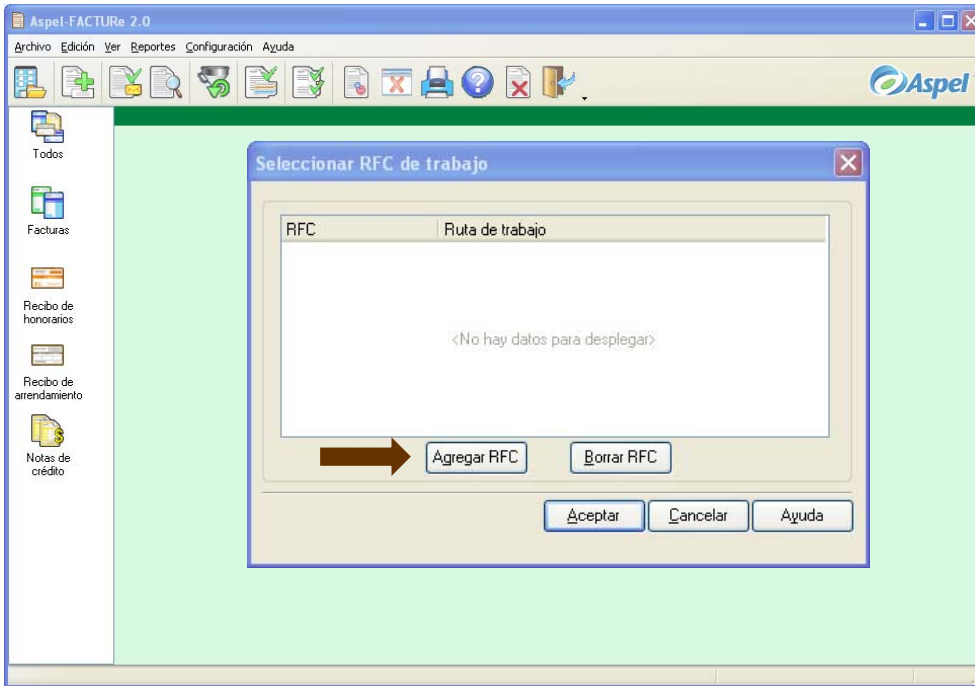 Aspel-FACTURe 2.0
Archivo Edición Ver Reportes Configuración Ayuda
Aspel
Todos
Facturas
Recibo de
honorarios
Recibo de
arrendamiento
Notas de
crédito
Seleccionar RFC de trabajo
RFC Ruta de trabajo
<No hay datos para desplegar>
Agregar RFC Borrar RFC
Aceptar Cancelar Ayuda